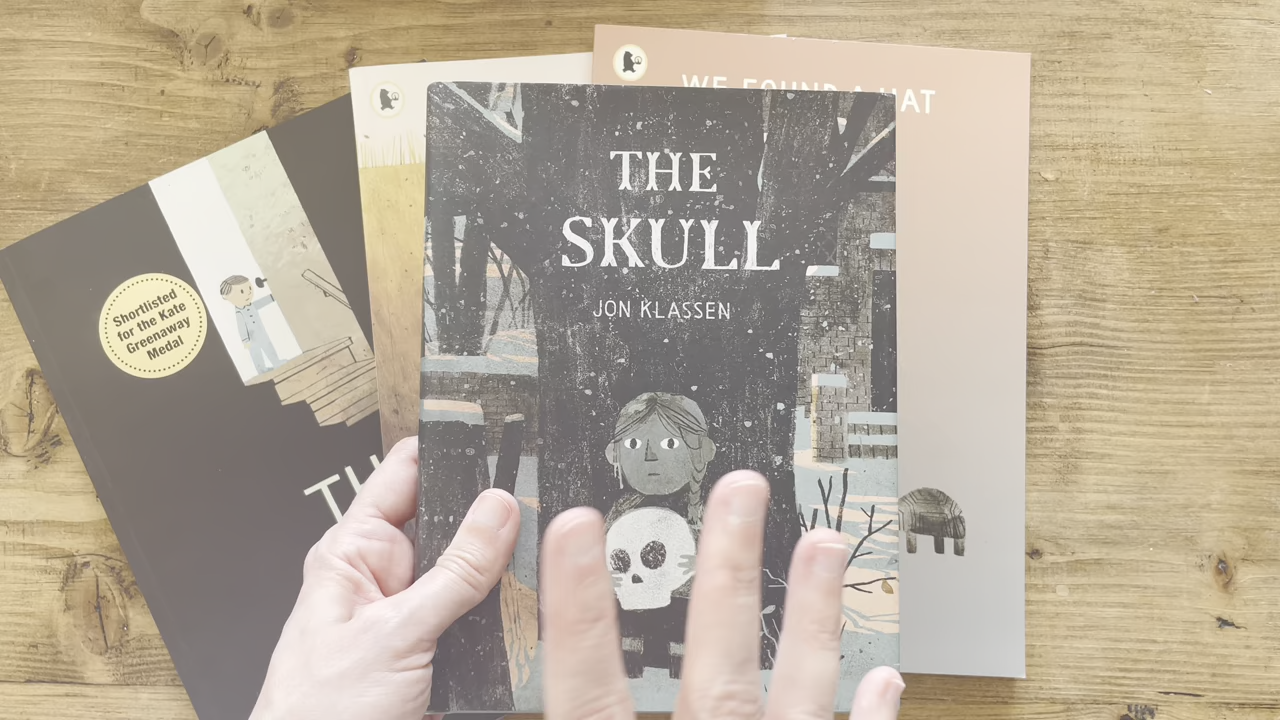 WE FOUND A HAT
THE
SKULL
JON KLASSEN
Shortlisted
for the Kate
Greenaway
Medal